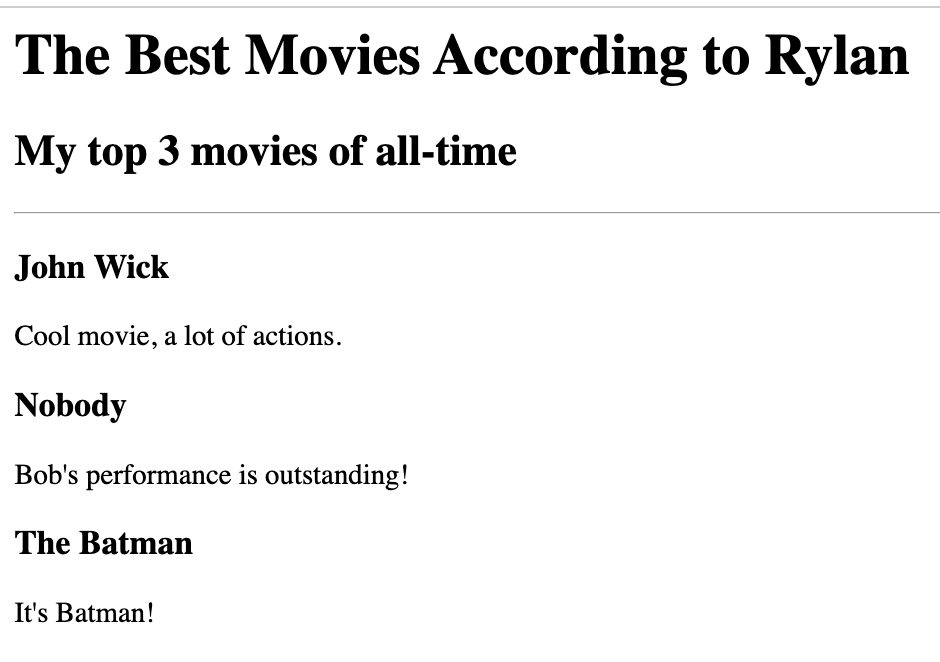 The Best Movies According to Rylan
My top 3 movies of all-time
John Wick
Cool movie, a lot of actions.
Nobody
Bob's performance is outstanding!
The Batman
It's Batman!